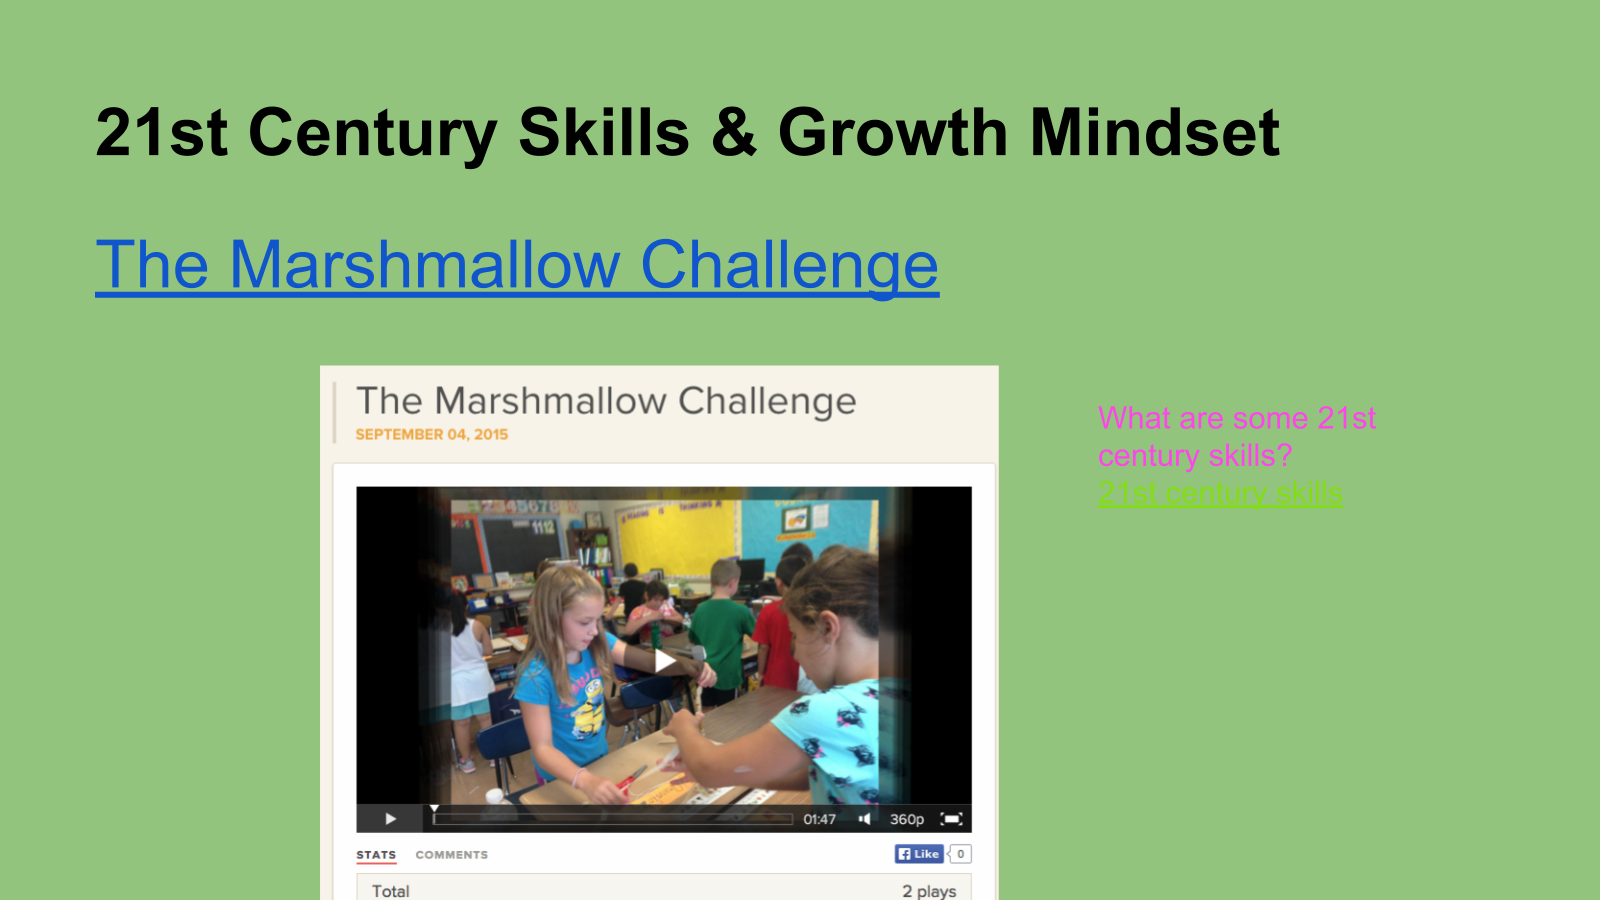 21st Century Skills & Growth Mindset
The Marshmallow Challenge
The Marshmallow Challenge
SEPTEMBER 04, 2015
What are some 21st
century skills?
21st century skills
1112
01:47
360p
STATS
COMMENTS
Like
0
Total
2 plays